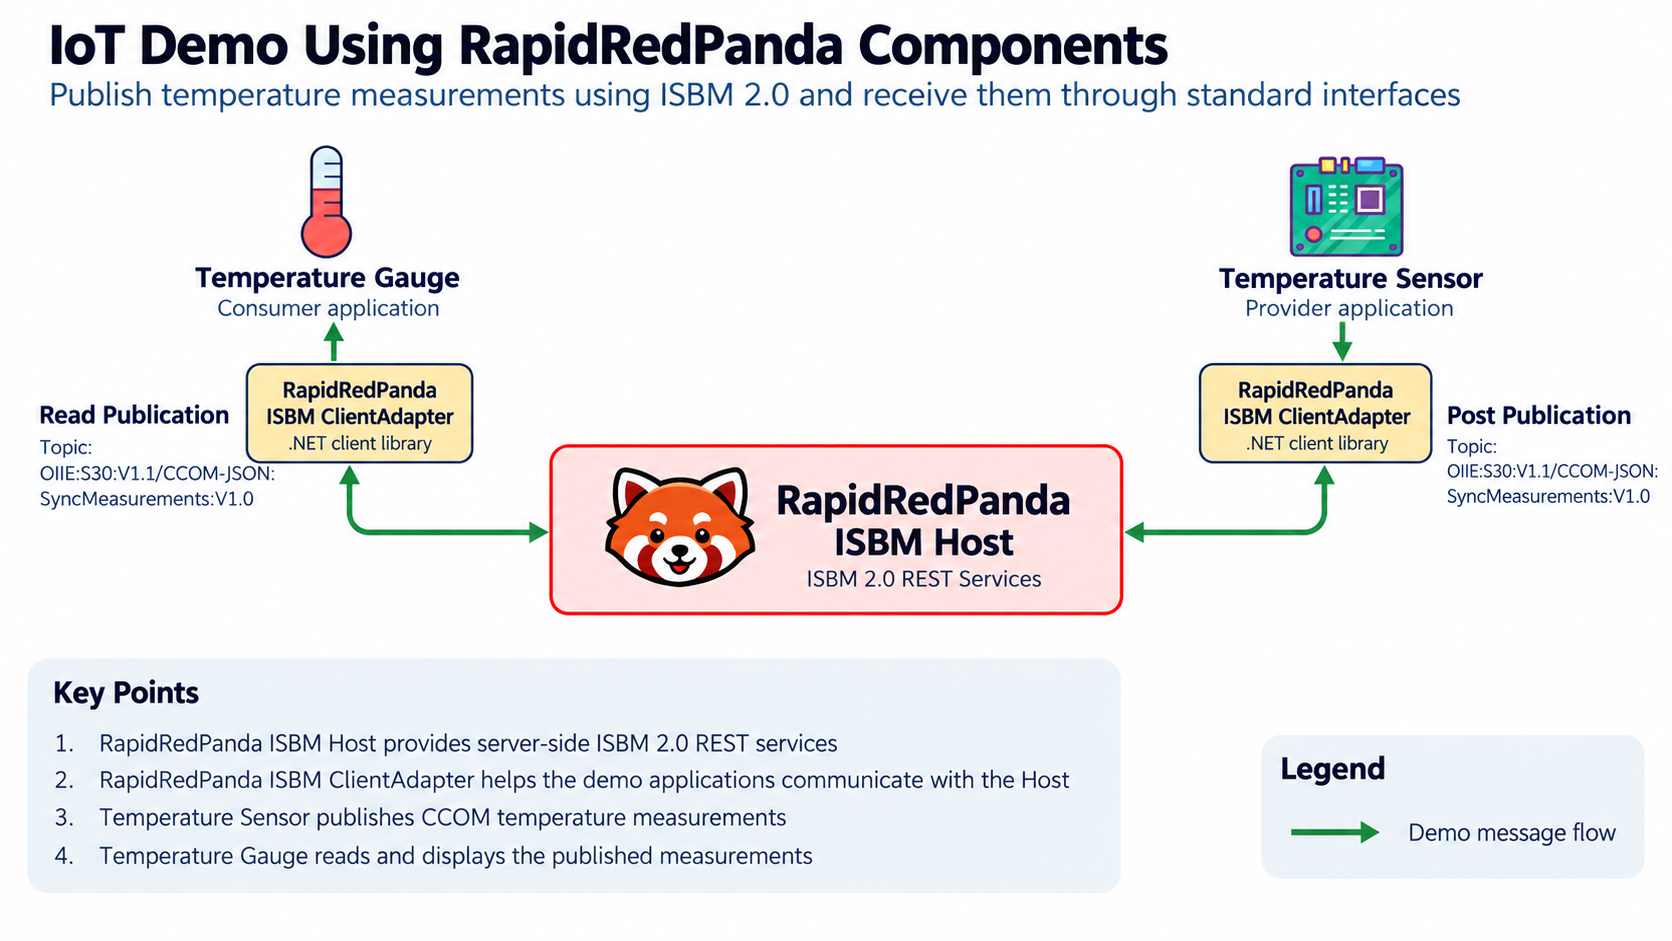 IoT Demo Using RapidRedPanda Components
Publish temperature measurements using ISBM 2.0 and receive them through standard interfaces
Temperature Gauge
Consumer application
Temperature Sensor
Provider application
RapidRedPanda
ISBM ClientAdapter
.NET client library
Read Publication
Topic:
OIIE:S30:V1.1/CCOM-JSON:
SyncMeasurements:V1.0
RapidRedPanda
ISBM ClientAdapter
.NET client library
Post Publication
Topic:
OIIE:S30:V1.1/CCOM-JSON:
SyncMeasurements:V1.0
RapidRedPanda
ISBM Host
ISBM 2.0 REST Services
Key Points
1. RapidRedPanda ISBM Host provides server-side ISBM 2.0 REST services
2. RapidRedPanda ISBM ClientAdapter helps the demo applications communicate with the Host
3. Temperature Sensor publishes CCOM temperature measurements
4. Temperature Gauge reads and displays the published measurements
Legend
Demo message flow